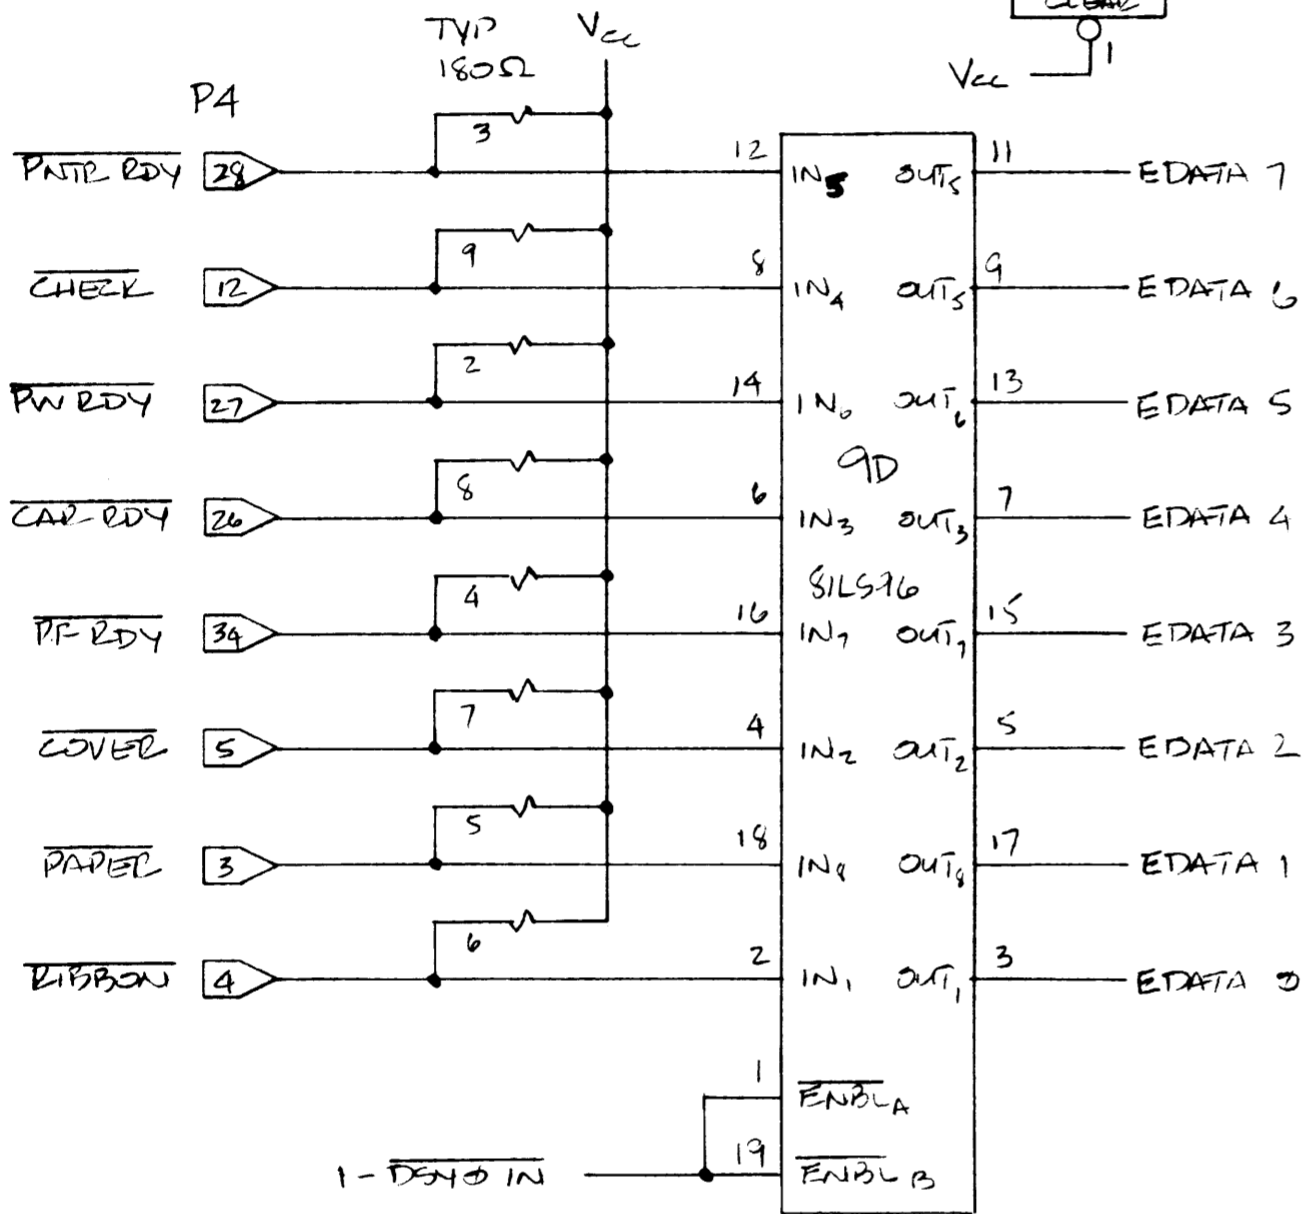 CLEAR
1
Vcc
TYP
180Ω
Vcc
P4
PNTR RDY 28 3 12 IN5 OUT5 11 EDATA 7
CHECK 12 9 8 IN4 OUT5 9 EDATA 6
PW RDY 27 2 14 IN6 OUT6 13 EDATA 5
9D
CAR RDY 26 8 6 IN3 OUT3 7 EDATA 4
81LS96
PF RDY 34 4 16 IN7 OUT7 15 EDATA 3
COVER 5 7 4 IN2 OUT2 5 EDATA 2
PAPER 3 5 18 IN8 OUT8 17 EDATA 1
RIBBON 4 6 2 IN1 OUT1 3 EDATA 0
1 ENBLA
1-DSY0 IN 19 ENBLB